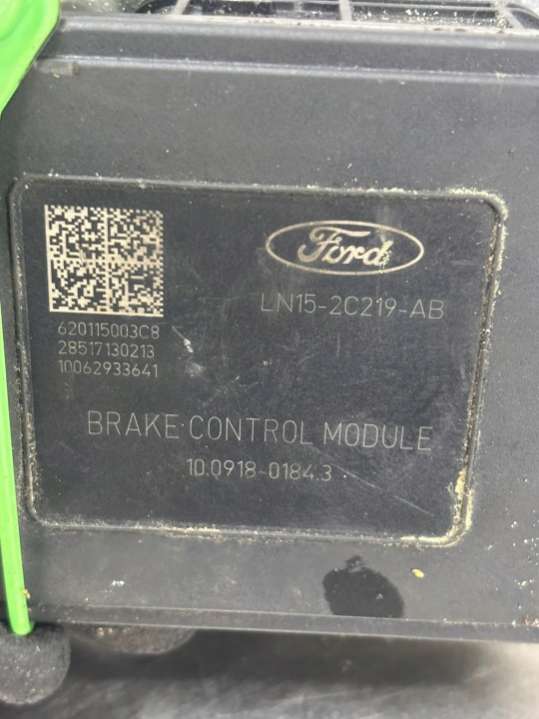 Ford
LN15-2C219-AB
620115003C8
28517130213
10062933641
BRAKE CONTROL MODULE
10.0918-0184.3